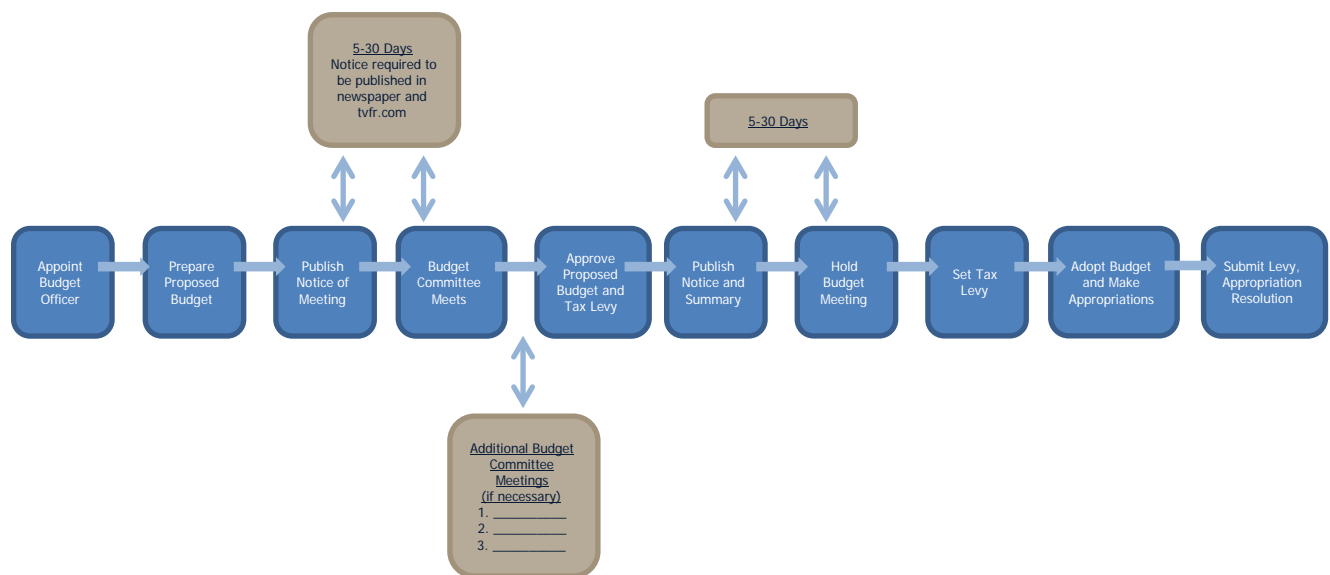 5-30 Days
Notice required to
be published in
newspaper and
tvfr.com
5-30 Days
Appoint
Budget
Officer
Prepare
Proposed
Budget
Publish
Notice of
Meeting
Budget
Committee
Meets
Approve
Proposed
Budget and
Tax Levy
Publish
Notice and
Summary
Hold
Budget
Meeting
Set Tax
Levy
Adopt Budget
and Make
Appropriations
Submit Levy,
Appropriation
Resolution
Additional Budget
Committee
Meetings
(if necessary)
1. __________
2. __________
3. __________